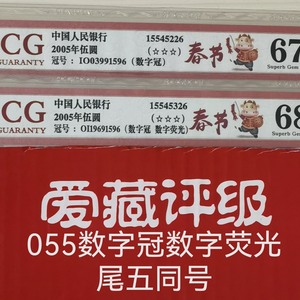 CG
GUARANTY
中国人民银行
2005年伍圆
冠号：IO03991596（数字冠）
15545226
（☆☆☆）
春节
67
Superb Gem
CG
GUARANTY
中国人民银行
2005年伍圆
冠号：OI19691596（数字冠 数字荧光）
15545326
（☆☆☆）
春节
68
Superb Gem
爱藏评级
055数字冠数字荧光
尾五同号